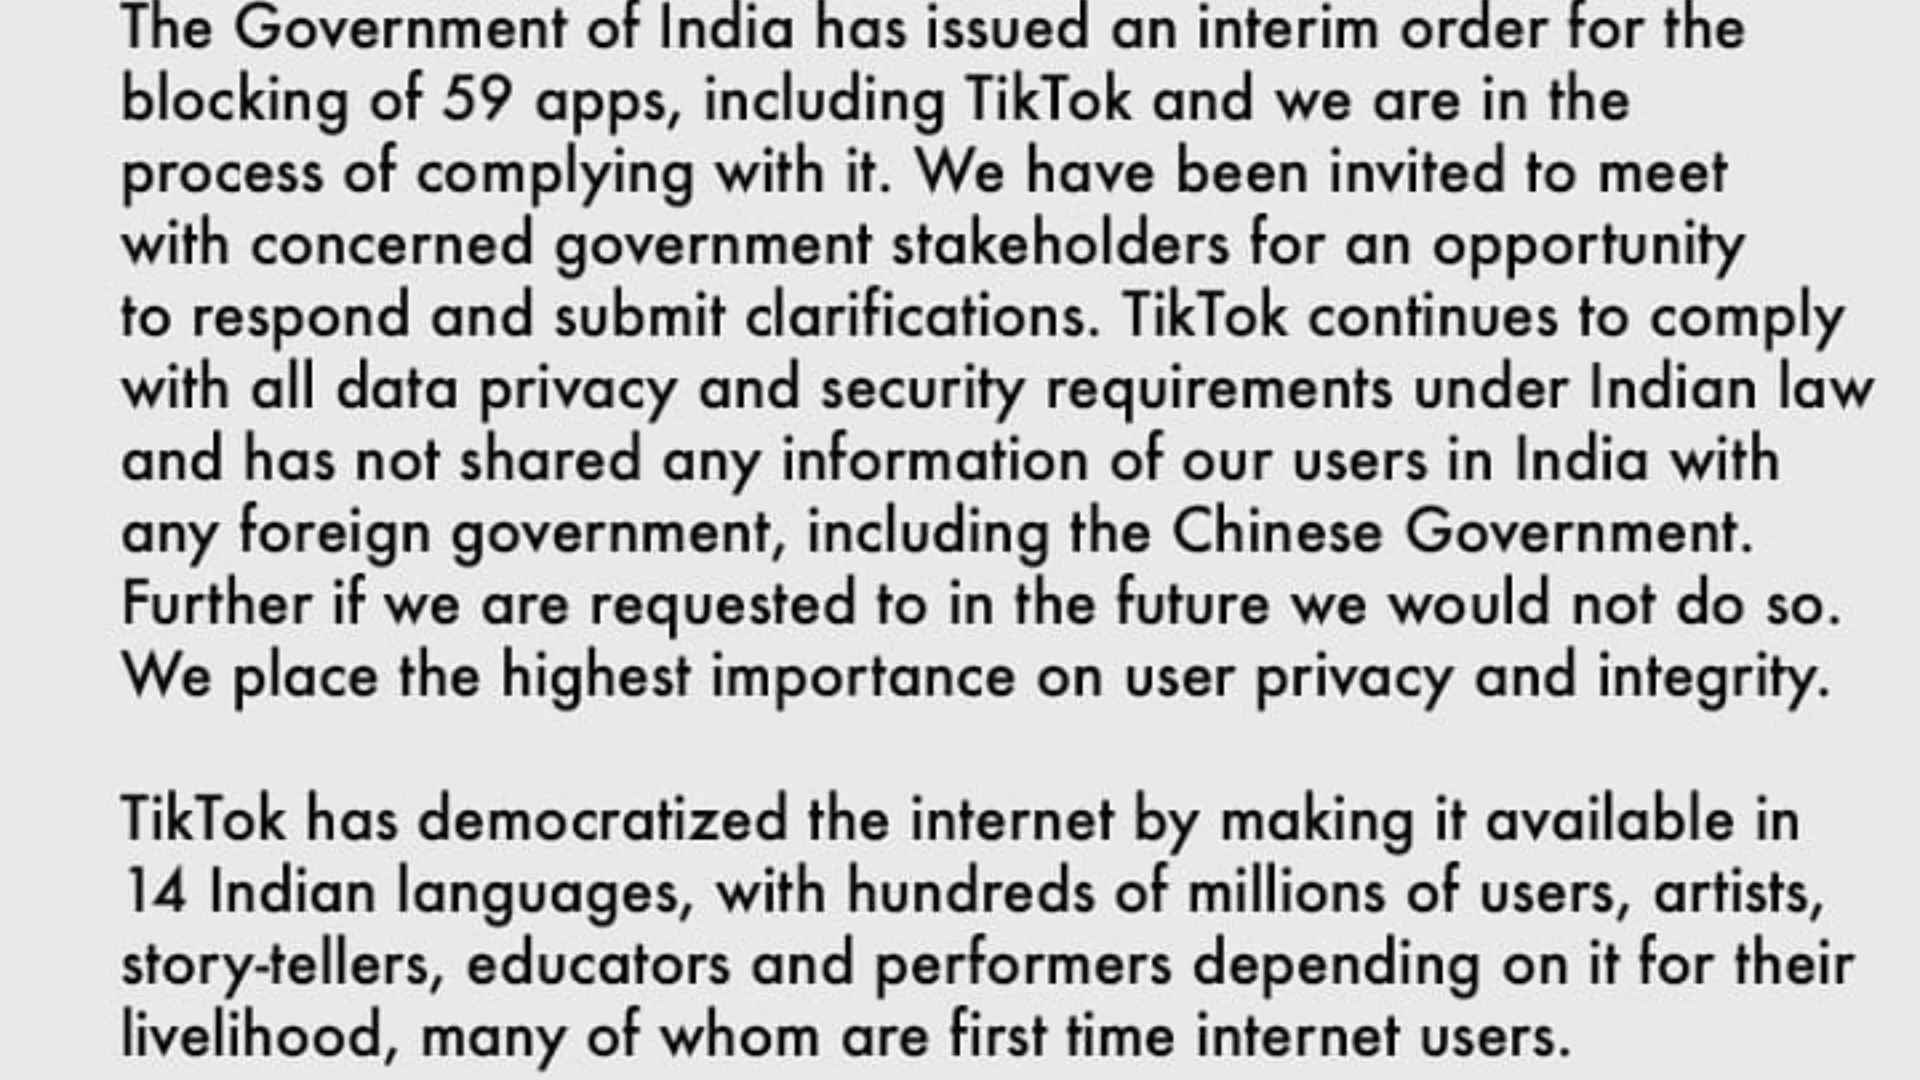 The Government of India has issued an interim order for the
blocking of 59 apps, including TikTok and we are in the
process of complying with it. We have been invited to meet
with concerned government stakeholders for an opportunity
to respond and submit clarifications. TikTok continues to comply
with all data privacy and security requirements under Indian law
and has not shared any information of our users in India with
any foreign government, including the Chinese Government.
Further if we are requested to in the future we would not do so.
We place the highest importance on user privacy and integrity.
TikTok has democratized the internet by making it available in
14 Indian languages, with hundreds of millions of users, artists,
story-tellers, educators and performers depending on it for their
livelihood, many of whom are first time internet users.